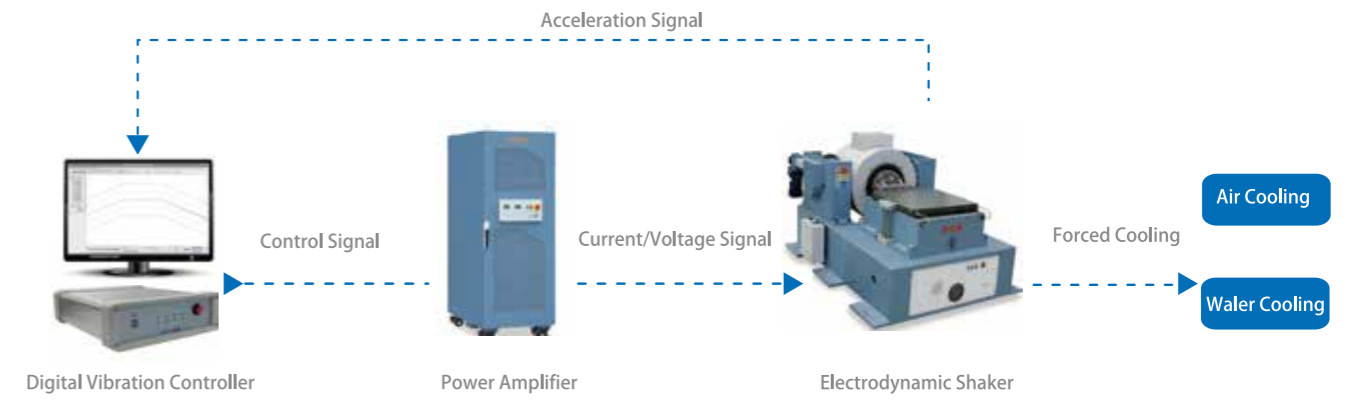 Acceleration Signal
Control Signal
Current/Voltage Signal
Forced Cooling
Air Cooling
Waler Cooling
Digital Vibration Controller
Power Amplifier
Electrodynamic Shaker